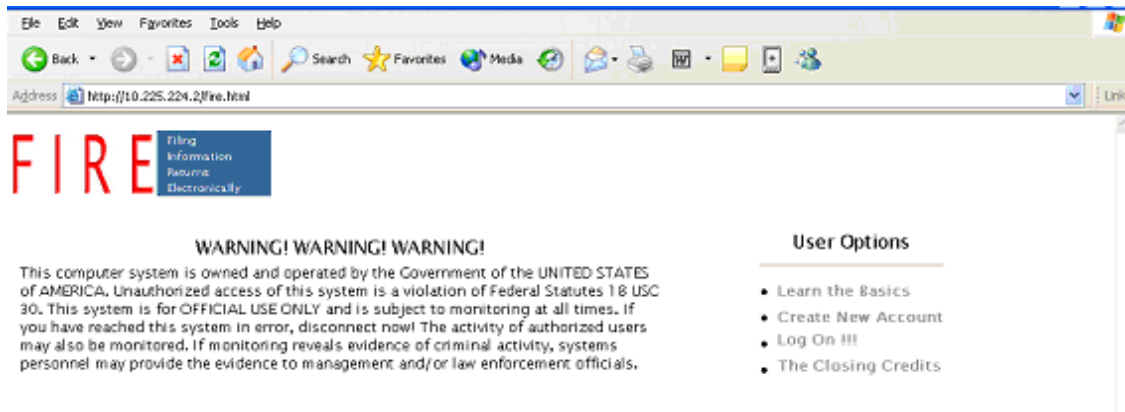 File Edit View Favorites Tools Help
Back Search Favorites Media
Address http://10.225.224.2/fire.html Link
FIRE
Filing
Information
Returns
Electronically
WARNING! WARNING! WARNING!
This computer system is owned and operated by the Government of the UNITED STATES
of AMERICA. Unauthorized access of this system is a violation of Federal Statutes 18 USC
30. This system is for OFFICIAL USE ONLY and is subject to monitoring at all times. If
you have reached this system in error, disconnect now! The activity of authorized users
may also be monitored. If monitoring reveals evidence of criminal activity, systems
personnel may provide the evidence to management and/or law enforcement officials.
User Options
Learn the Basics
Create New Account
Log On !!!
The Closing Credits